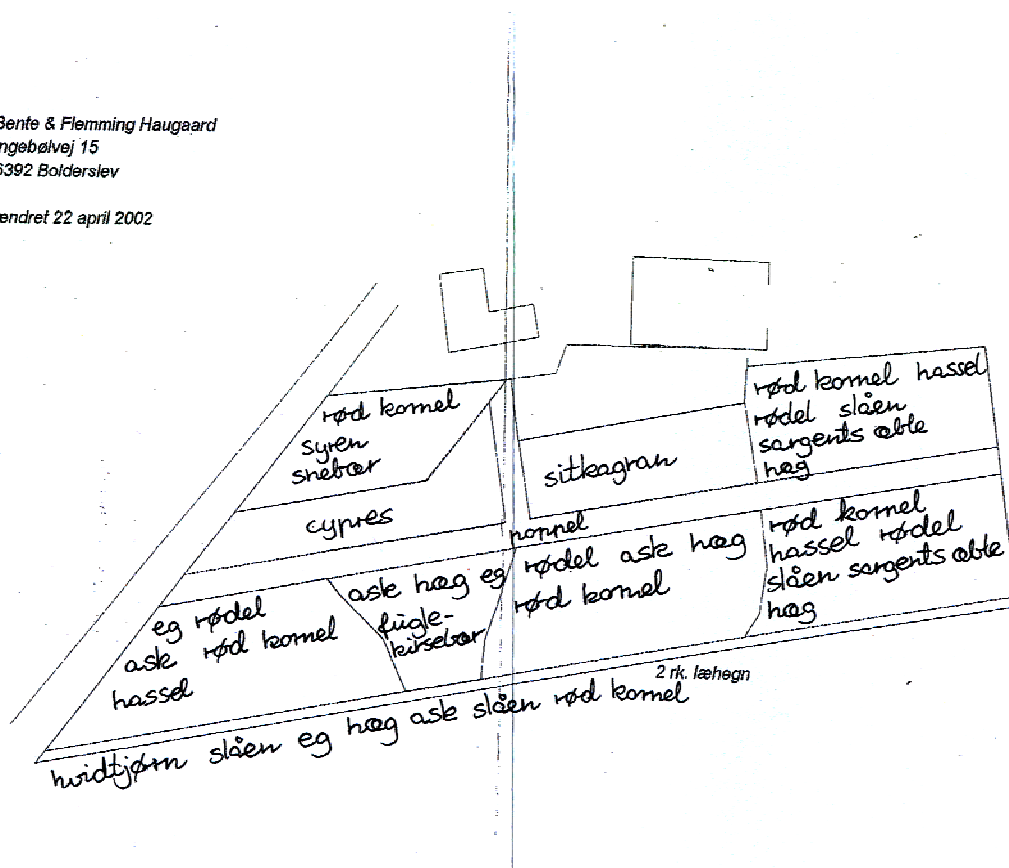 Bente & Flemming Haugaard
ngebølvej 15
6392 Bolderslev
ændret 22 april 2002
rød kornel
syren
snebær
cypres
sitkagran
rød kornel hassel
rødel slåen
sargents æble
hæg
eg rødel
ask rød kornel
hassel
ask hæg eg
fugle-
kirsebær
poppel
rødel ask hæg
rød kornel
rød kornel
hassel rødel
slåen sargents æble
hæg
2 rk. læhegn
hvidtjørn slåen eg hæg ask slåen rød kornel